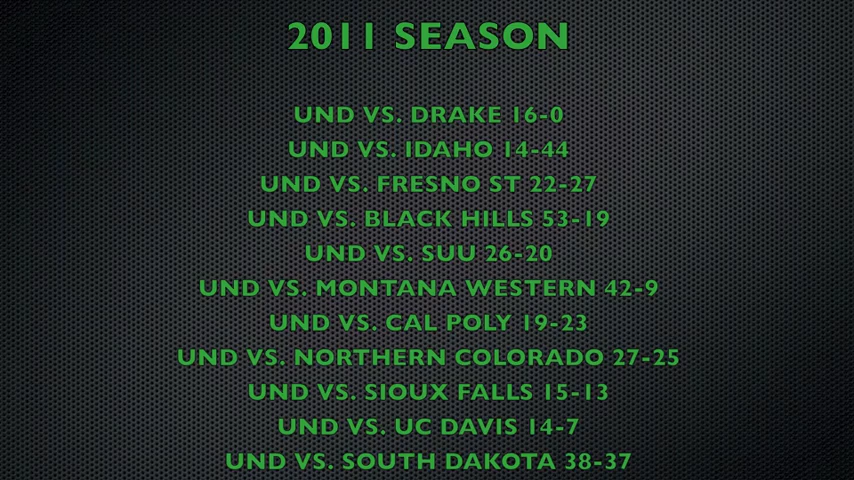 2011 SEASON
UND VS. DRAKE 16-0
UND VS. IDAHO 14-44
UND VS. FRESNO ST 22-27
UND VS. BLACK HILLS 53-19
UND VS. SUU 26-20
UND VS. MONTANA WESTERN 42-9
UND VS. CAL POLY 19-23
UND VS. NORTHERN COLORADO 27-25
UND VS. SIOUX FALLS 15-13
UND VS. UC DAVIS 14-7
UND VS. SOUTH DAKOTA 38-37